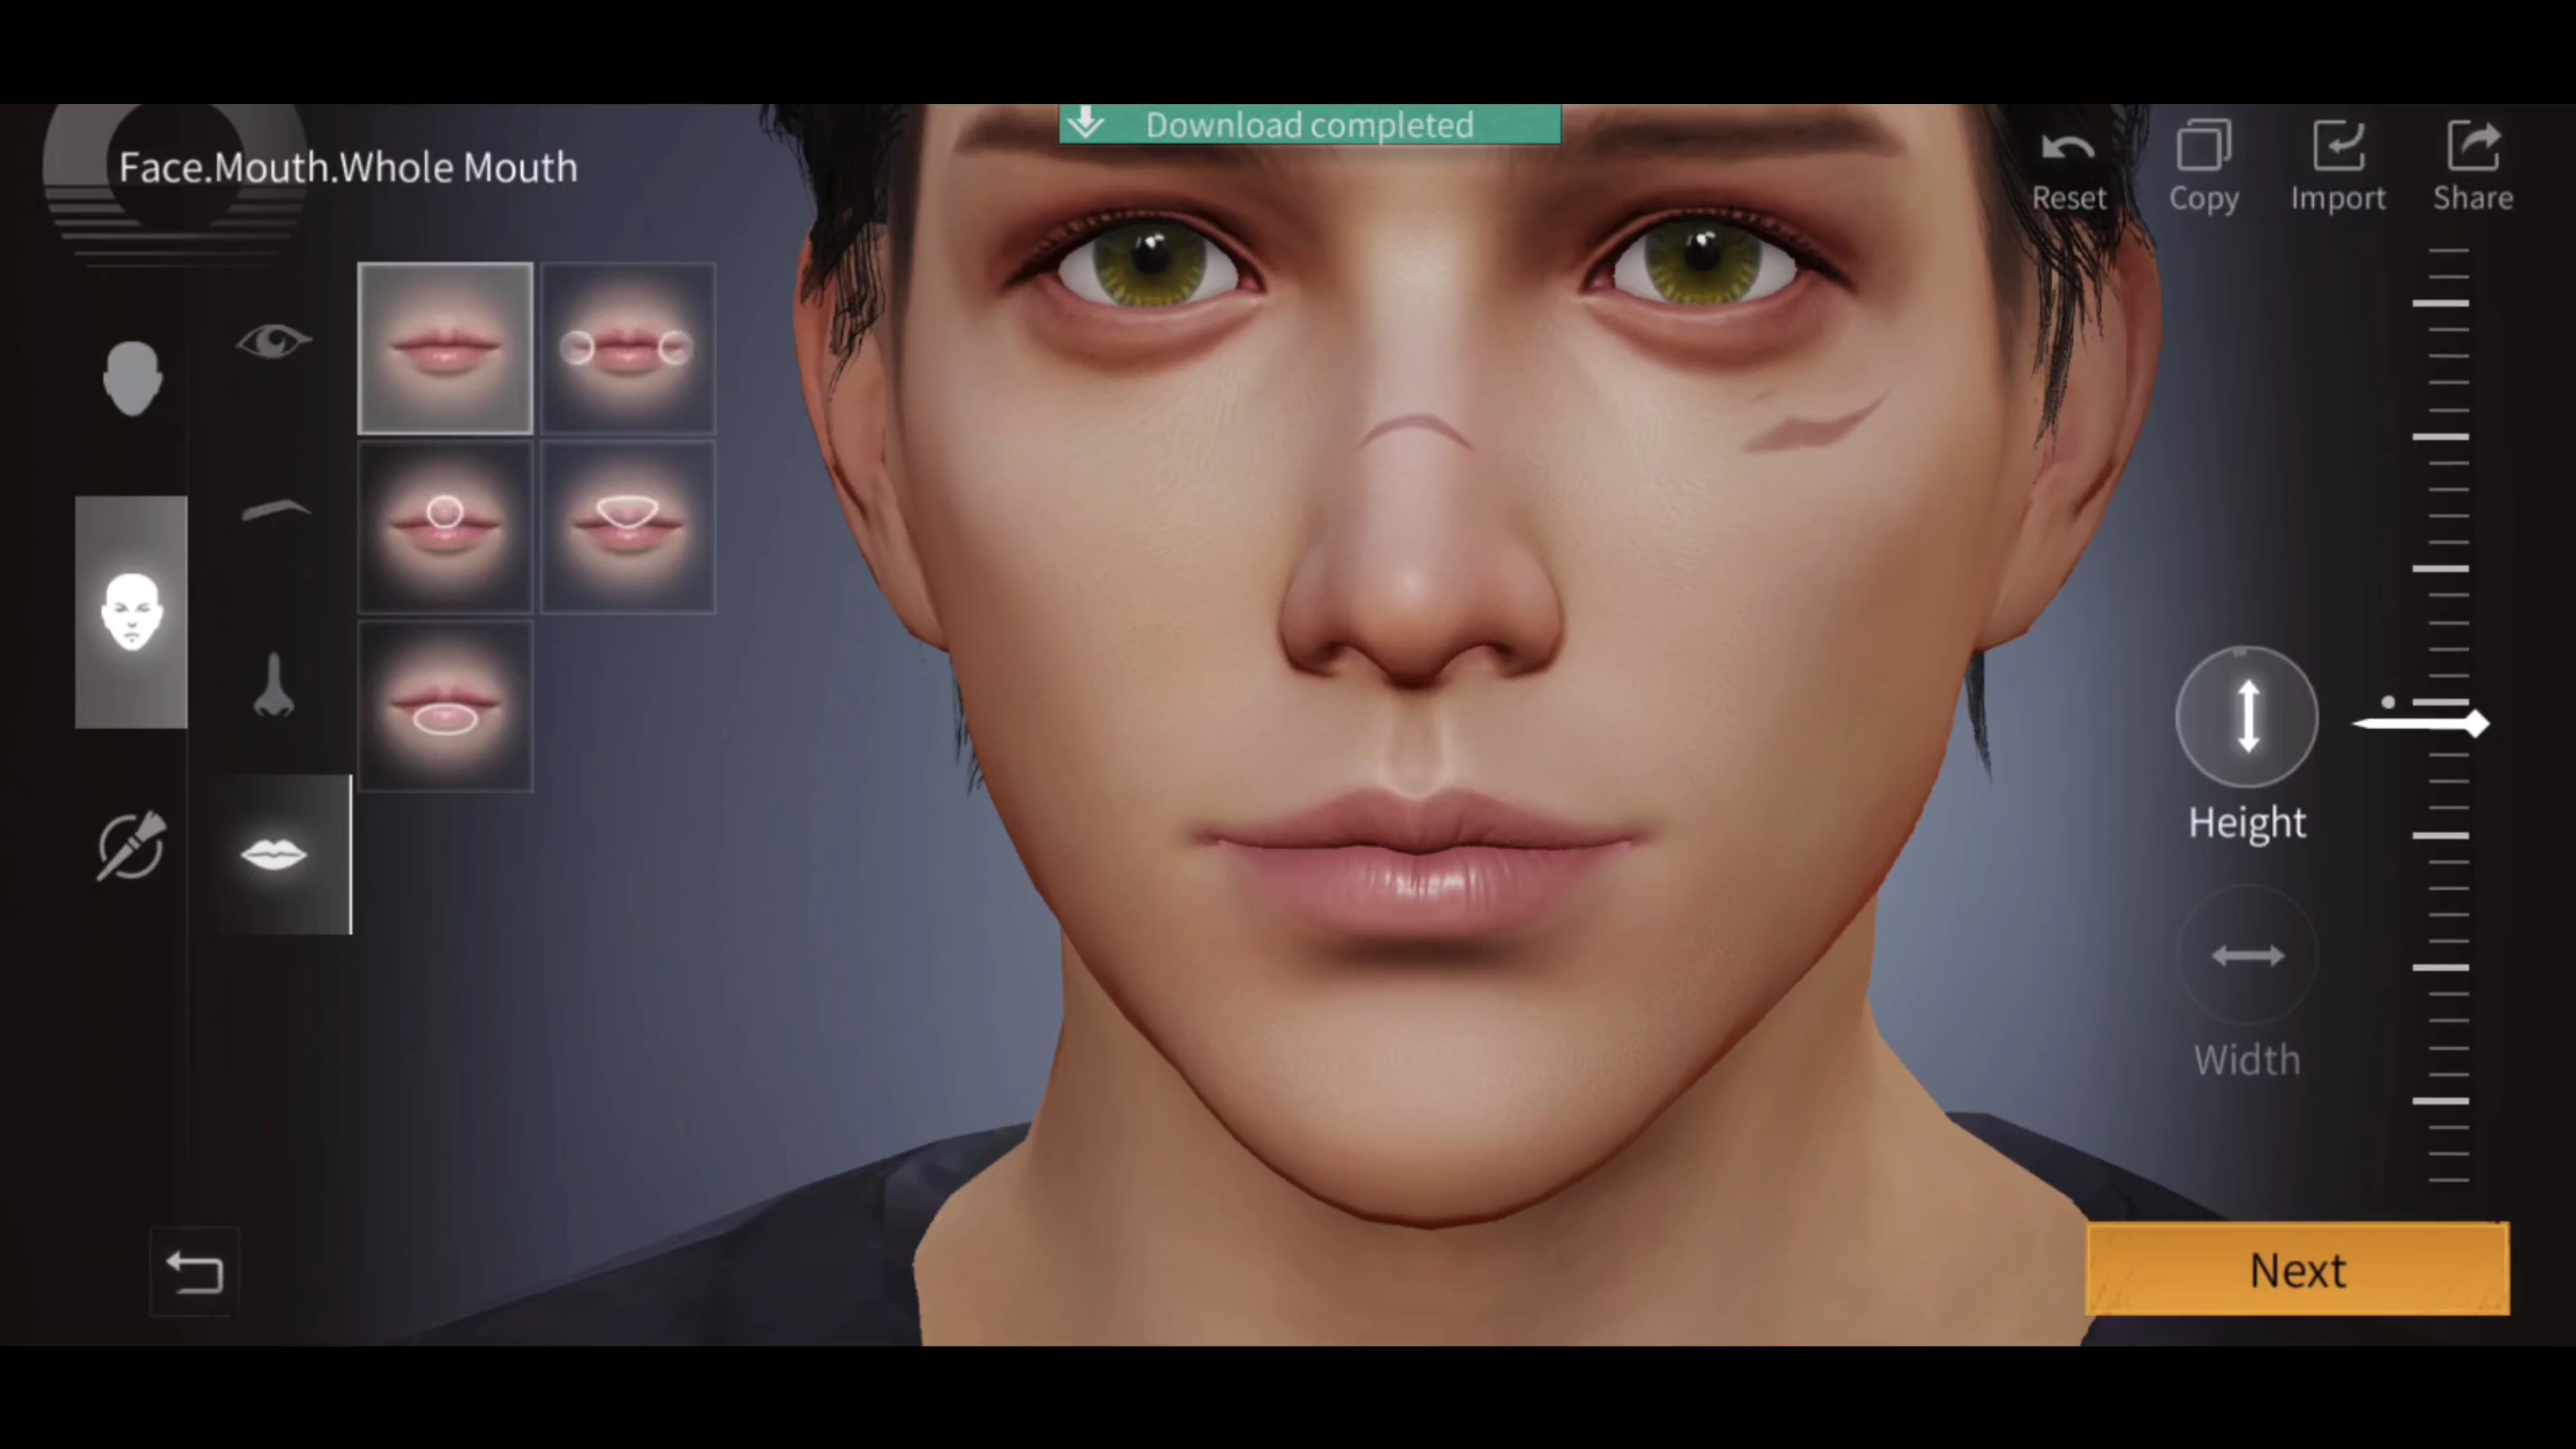 Download completed
Face.Mouth.Whole Mouth
Reset
Copy
Import
Share
Height
Width
Next